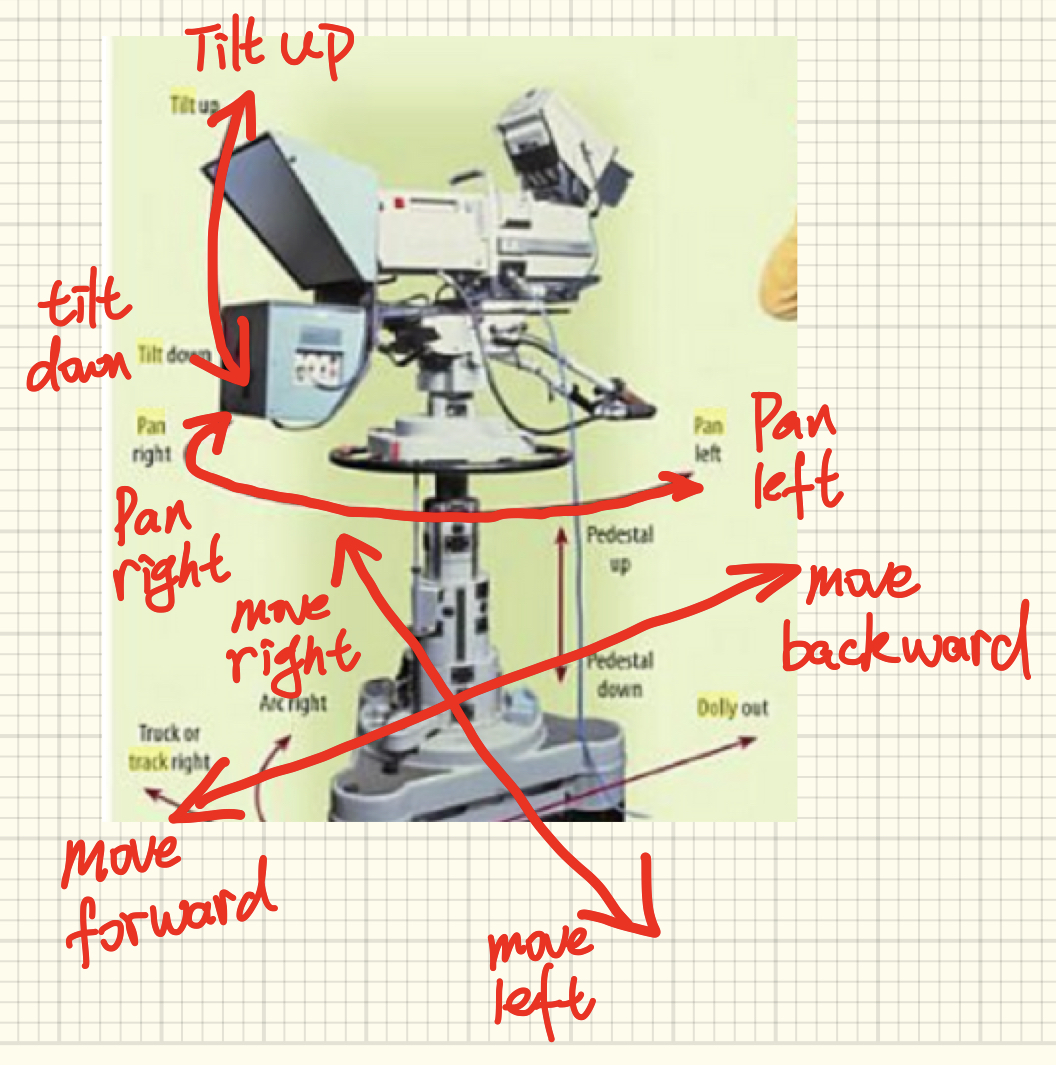 Tilt up
Tilt up
tilt
down
Tilt down
Pan
right
Pan
left
Pan
left
Pan
right
Pedestal
up
move
right
move
backward
Pedestal
down
Arc right
Dolly out
Truck or
track right
move
forward
move
left